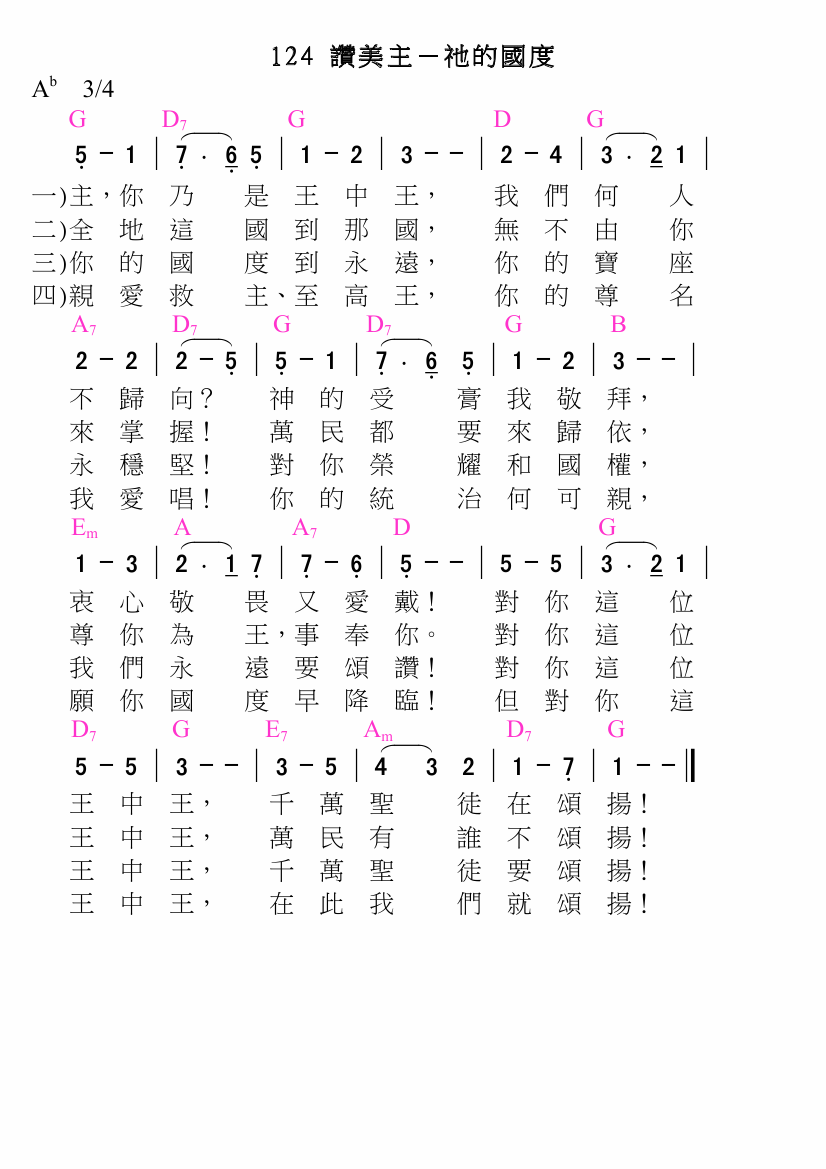 124 讚美主－祂的國度
A♭ 3/4
G D7 G D G
5 - 1 | 7 . 6 5 | 1 - 2 | 3 - - | 2 - 4 | 3 . 2 1 |
一)主，你 乃 是 王 中 王， 我 們 何 人
二)全 地 這 國 到 那 國， 無 不 由 你
三)你 的 國 度 到 永 遠， 你 的 寶 座
四)親 愛 救 主、至 高 王， 你 的 尊 名
A7 D7 G D7 G B
2 - 2 | 2 - 5 | 5 - 1 | 7 . 6 5 | 1 - 2 | 3 - - |
不 歸 向？ 神 的 受 膏 我 敬 拜，
來 掌 握！ 萬 民 都 要 來 歸 依，
永 穩 堅！ 對 你 榮 耀 和 國 權，
我 愛 唱！ 你 的 統 治 何 可 親，
Em A A7 D G
1 - 3 | 2 . 1 7 | 7 - 6 | 5 - - | 5 - 5 | 3 . 2 1 |
衷 心 敬 畏 又 愛 戴！ 對 你 這 位
尊 你 為 王，事 奉 你。 對 你 這 位
我 們 永 遠 要 頌 讚！ 對 你 這 位
願 你 國 度 早 降 臨！ 但 對 你 這
D7 G E7 Am D7 G
5 - 5 | 3 - - | 3 - 5 | 4 3 2 | 1 - 7 | 1 - - ‖
王 中 王， 千 萬 聖 徒 在 頌 揚！
王 中 王， 萬 民 有 誰 不 頌 揚！
王 中 王， 千 萬 聖 徒 要 頌 揚！
王 中 王， 在 此 我 們 就 頌 揚！